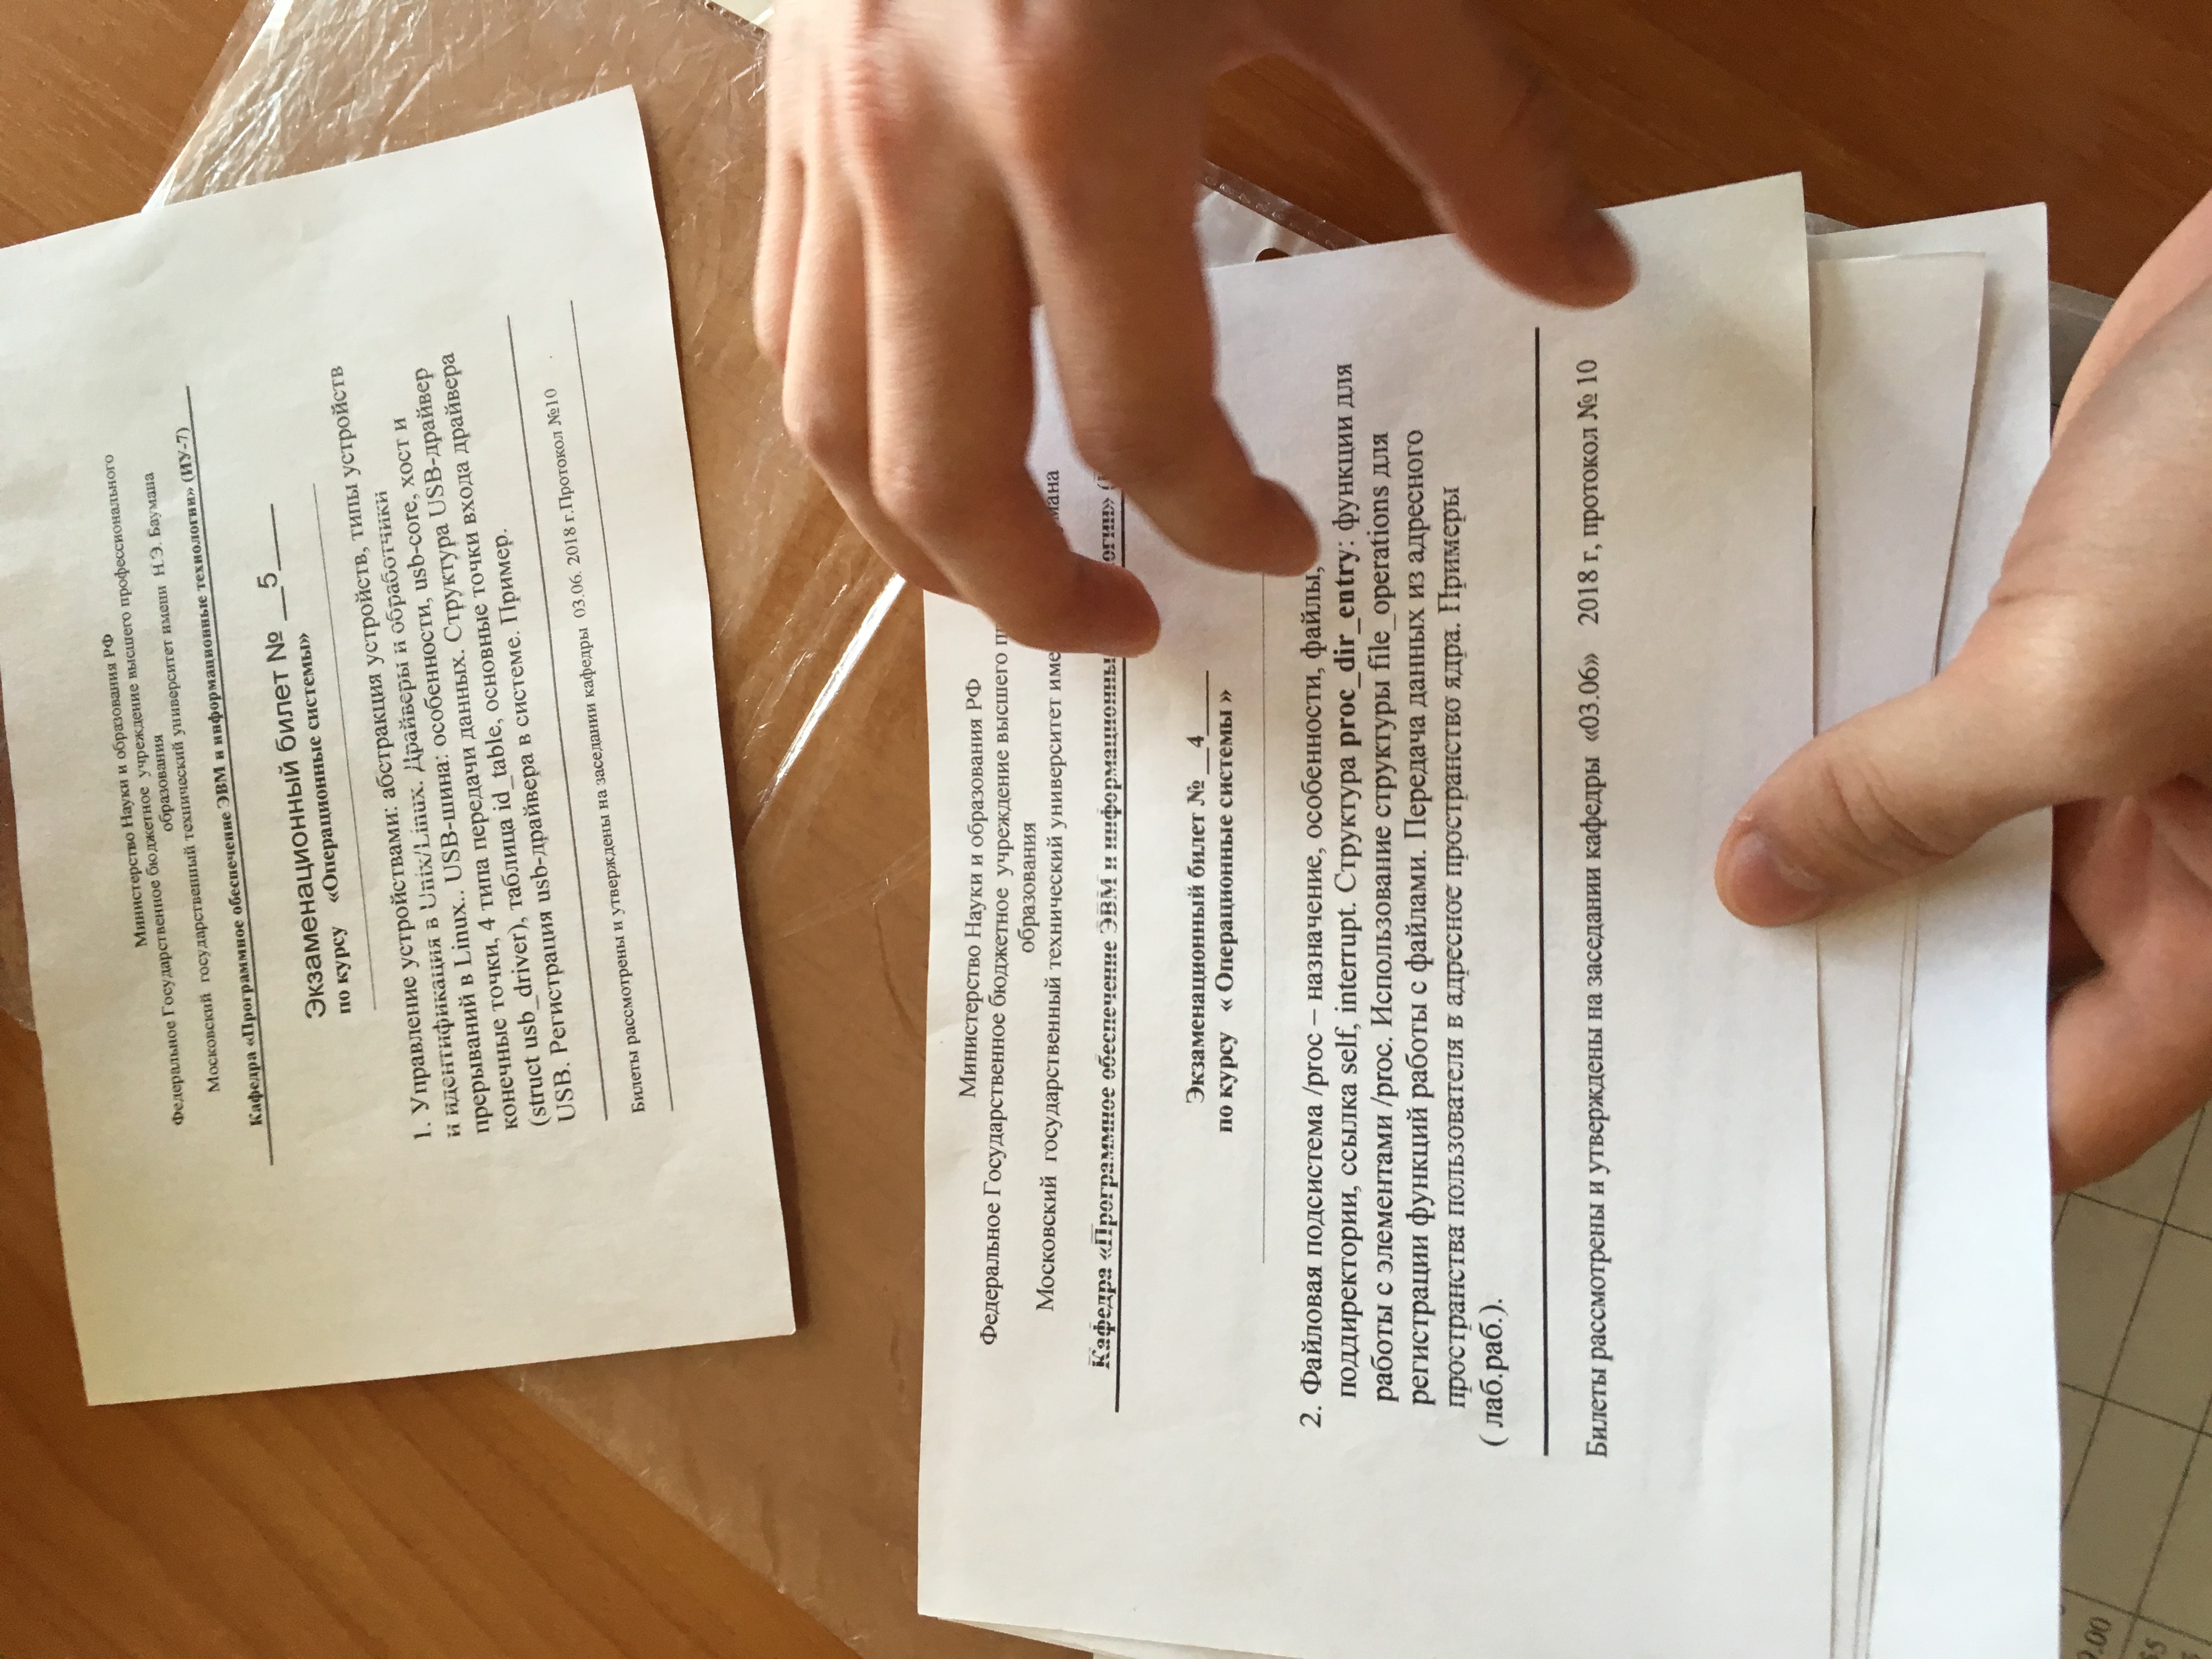 Министерство Науки и образования РФ
Федеральное Государственное бюджетное учреждение высшего профессионального
образования
Московский государственный технический университет имени Н.Э. Баумана
Кафедра «Программное обеспечение ЭВМ и информационные технологии» (ИУ-7)
Экзаменационный билет № __5____
по курсу «Операционные системы»
1. Управление устройствами: абстракция устройств, типы устройств
и идентификация в Unix/Linux. Драйверы и обработчики
прерываний в Linux.. USB-шина: особенности, usb-core, хост и
конечные точки, 4 типа передачи данных. Структура USB-драйвер
(struct usb_driver), таблица id_table, основные точки входа драйвера
USB. Регистрация usb-драйвера в системе. Пример.
Билеты рассмотрены и утверждены на заседании кафедры 03.06. 2018 г.Протокол №10
Министерство Науки и образования РФ
Федеральное Государственное бюджетное учреждение высшего
образования
Московский государственный технический университет
Кафедра «Программное обеспечение ЭВМ и
Экзаменационный билет № __4_____
по курсу « Операционные системы »
2. Файловая подсистема /proc – назначение, особенности, файлы,
поддиректории, ссылка self, interrupt. Структура proc_dir_entry: функции для
работы с элементами /proc. Использование структуры file_operations для
регистрации функций работы с файлами. Передача данных из адресного
пространства пользователя в адресное пространство ядра. Примеры
( лаб.раб.).
Билеты рассмотрены и утверждены на заседании кафедры «03.06» 2018 г, протокол № 10